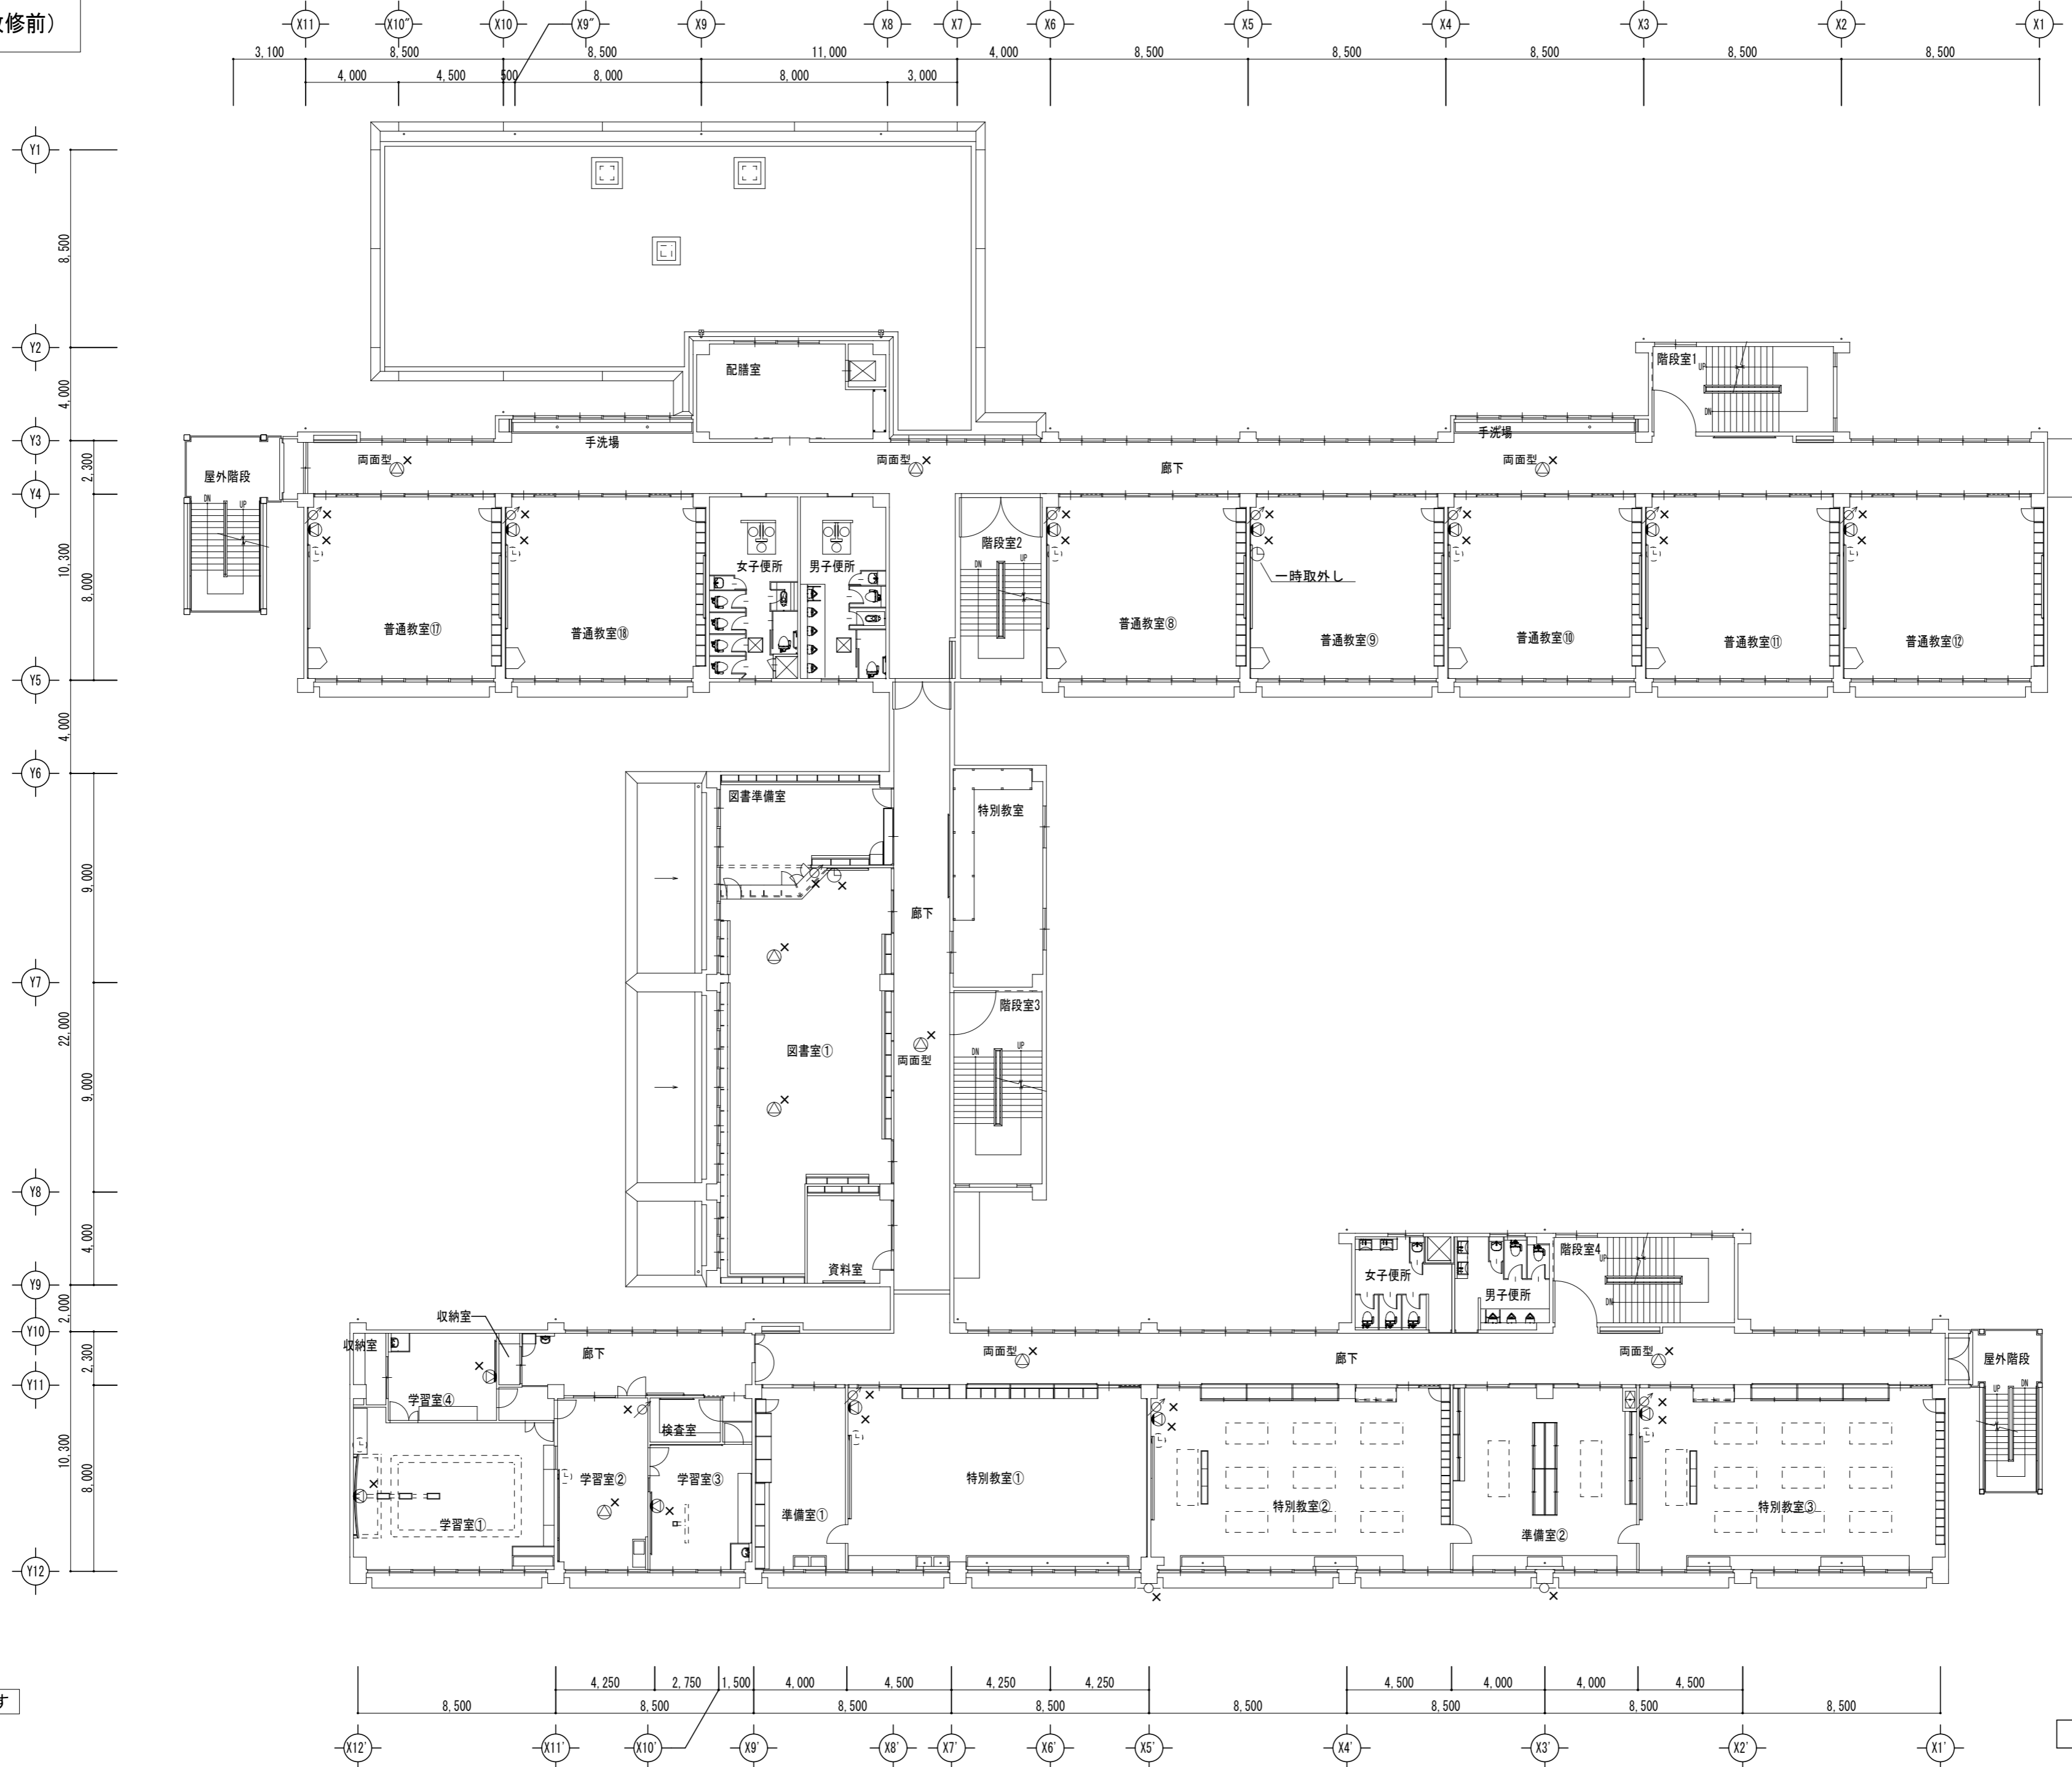 改修前）
X11 X10" X10 X9" X9 X8 X7 X6 X5 X4 X3 X2 X1
3,100 8,500 8,500 11,000 4,000 8,500 8,500 8,500 8,500 8,500
4,000 4,500 500 8,000 8,000 3,000
Y1
8,500
Y2
配膳室
階段室1
UP
DN
4,000
Y3
手洗場
手洗場
2,300
両面型
両面型
廊下
両面型
屋外階段
Y4
DN UP
10,300
8,000
階段室2
DN UP
女子便所
男子便所
一時取外し
普通教室⑰
普通教室⑱
普通教室⑧
普通教室⑨
普通教室⑩
普通教室⑪
普通教室⑫
Y5
4,000
Y6
図書準備室
特別教室
9,000
廊下
Y7
22,000
階段室3
DN UP
図書室①
両面型
9,000
Y8
4,000
資料室
女子便所
男子便所
階段室4
UP
DN
Y9
2,000
収納室
Y10
収納室
2,300
廊下
両面型
廊下
両面型
屋外階段
Y11
UP DN
学習室④
検査室
10,300
8,000
学習室①
学習室②
学習室③
準備室①
特別教室①
特別教室②
準備室②
特別教室③
Y12
4,250 2,750 1,500 4,000 4,500 4,250 4,250 4,500 4,000 4,000 4,500
す
8,500 8,500 8,500 8,500 8,500 8,500 8,500 8,500
X12' X11' X10' X9' X8' X7' X6' X5' X4' X3' X2' X1'